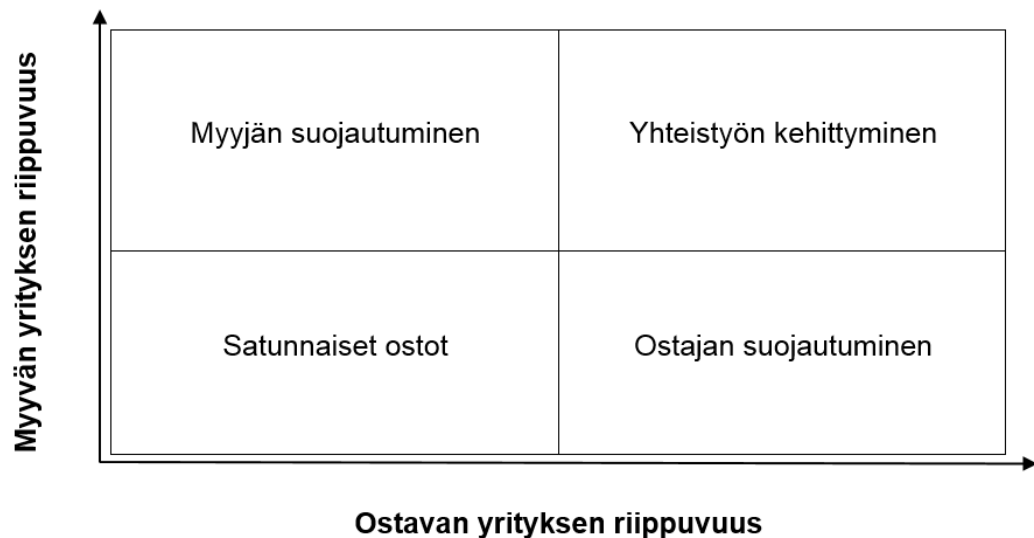 Myyvän yrityksen riippuvuus
Myyjän suojautuminen
Yhteistyön kehittyminen
Satunnaiset ostot
Ostajan suojautuminen
Ostavan yrityksen riippuvuus